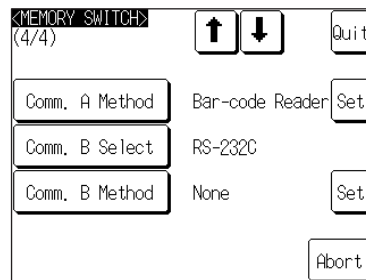 <MEMORY SWITCH>
(4/4)
Quit
Comm. A Method Bar-code Reader Set
Comm. B Select RS-232C
Comm. B Method None Set
Abort